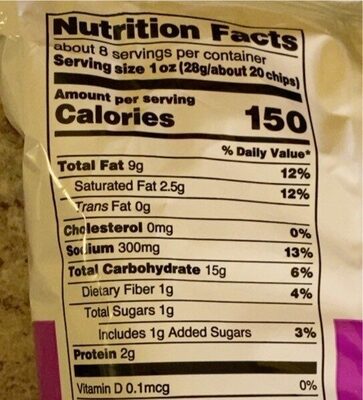 Nutrition Facts
about 8 servings per container
Serving size 1 oz (28g/about 20 chips)
Amount per serving
Calories 150
% Daily Value*
Total Fat 9g 12%
Saturated Fat 2.5g 12%
Trans Fat 0g
Cholesterol 0mg 0%
Sodium 300mg 13%
Total Carbohydrate 15g 6%
Dietary Fiber 1g 4%
Total Sugars 1g
Includes 1g Added Sugars 3%
Protein 2g
Vitamin D 0.1mcg 0%